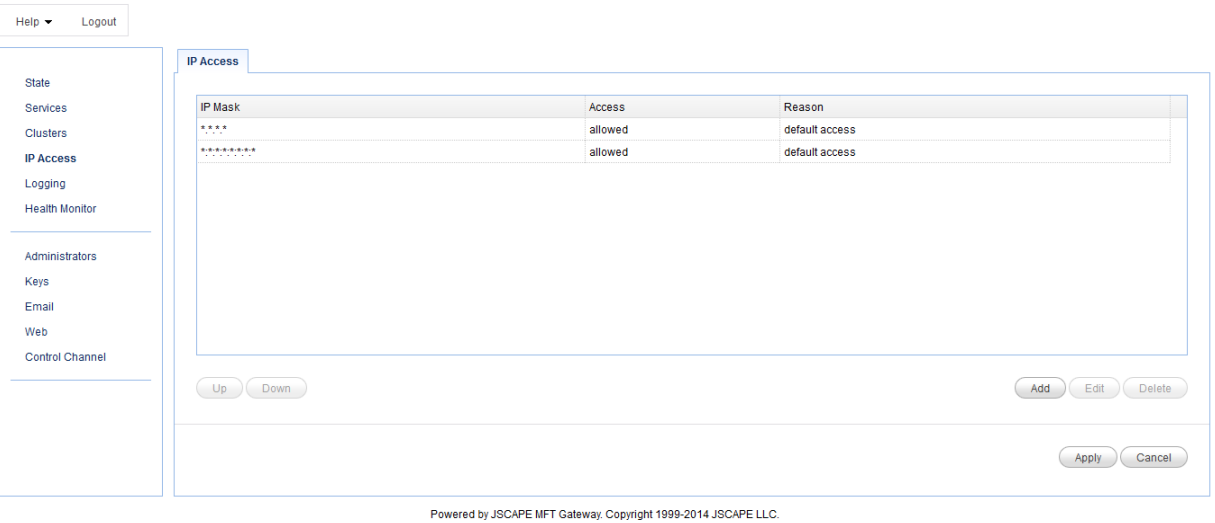 Help Logout
IP Access
State
Services
Clusters
IP Access
Logging
Health Monitor
Administrators
Keys
Email
Web
Control Channel
IP Mask Access Reason
*.*.*.* allowed default access
*:*:*:*:*:*:*:* allowed default access
Up Down Add Edit Delete
Apply Cancel
Powered by JSCAPE MFT Gateway. Copyright 1999-2014 JSCAPE LLC.